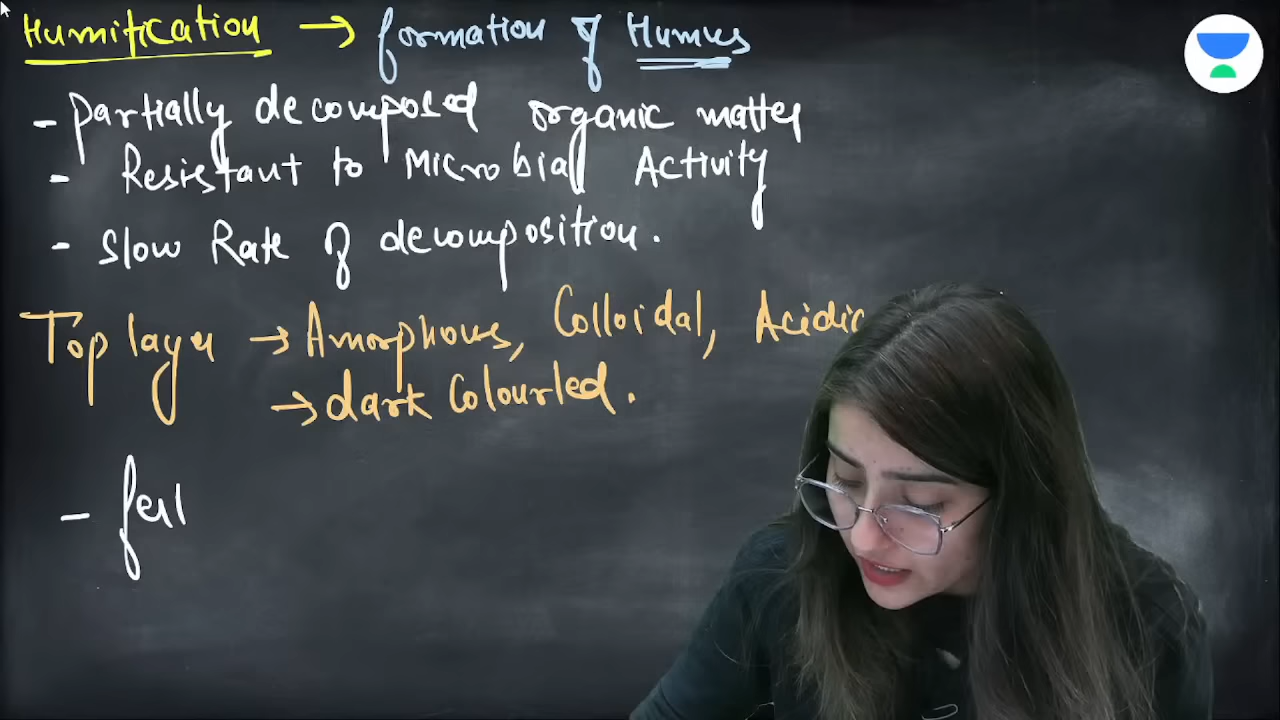 Humification → formation of Humus
- Partially decomposed organic matter
- Resistant to Microbial Activity
- Slow Rate of decomposition.
Top layer → Amorphous, Colloidal, Acidic
→ dark Colourled.
- fert